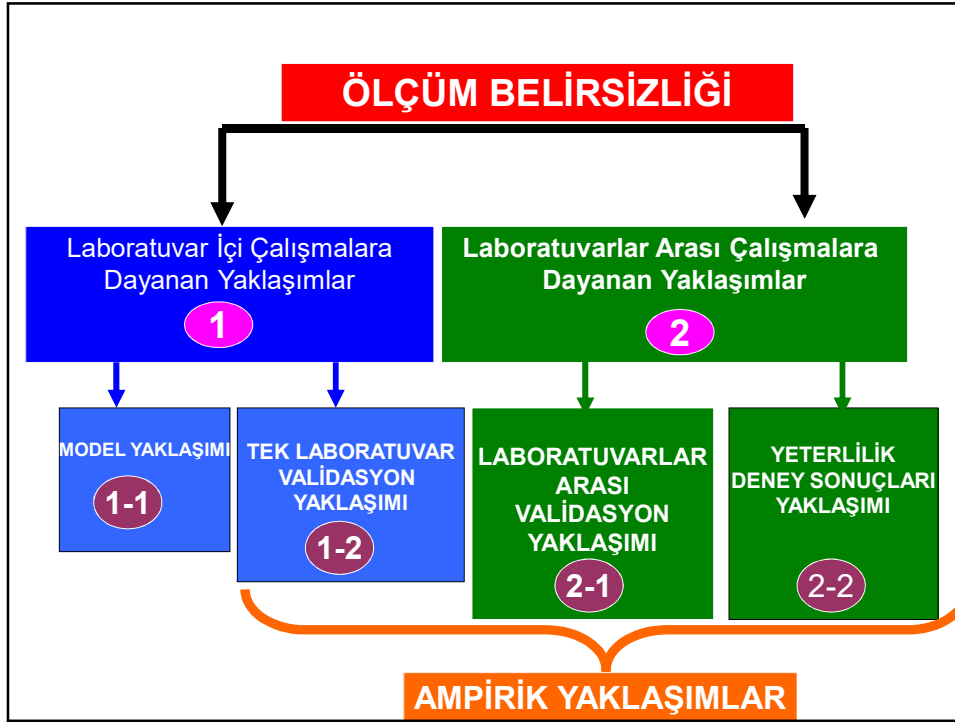 ÖLÇÜM BELİRSİZLİĞİ
Laboratuvar İçi Çalışmalara
Dayanan Yaklaşımlar
1
Laboratuvarlar Arası Çalışmalara
Dayanan Yaklaşımlar
2
MODEL YAKLAŞIMI
1-1
TEK LABORATUVAR
VALİDASYON
YAKLAŞIMI
1-2
LABORATUVARLAR
ARASI
VALİDASYON
YAKLAŞIMI
2-1
YETERLİLİK
DENEY SONUÇLARI
YAKLAŞIMI
2-2
AMPİRİK YAKLAŞIMLAR